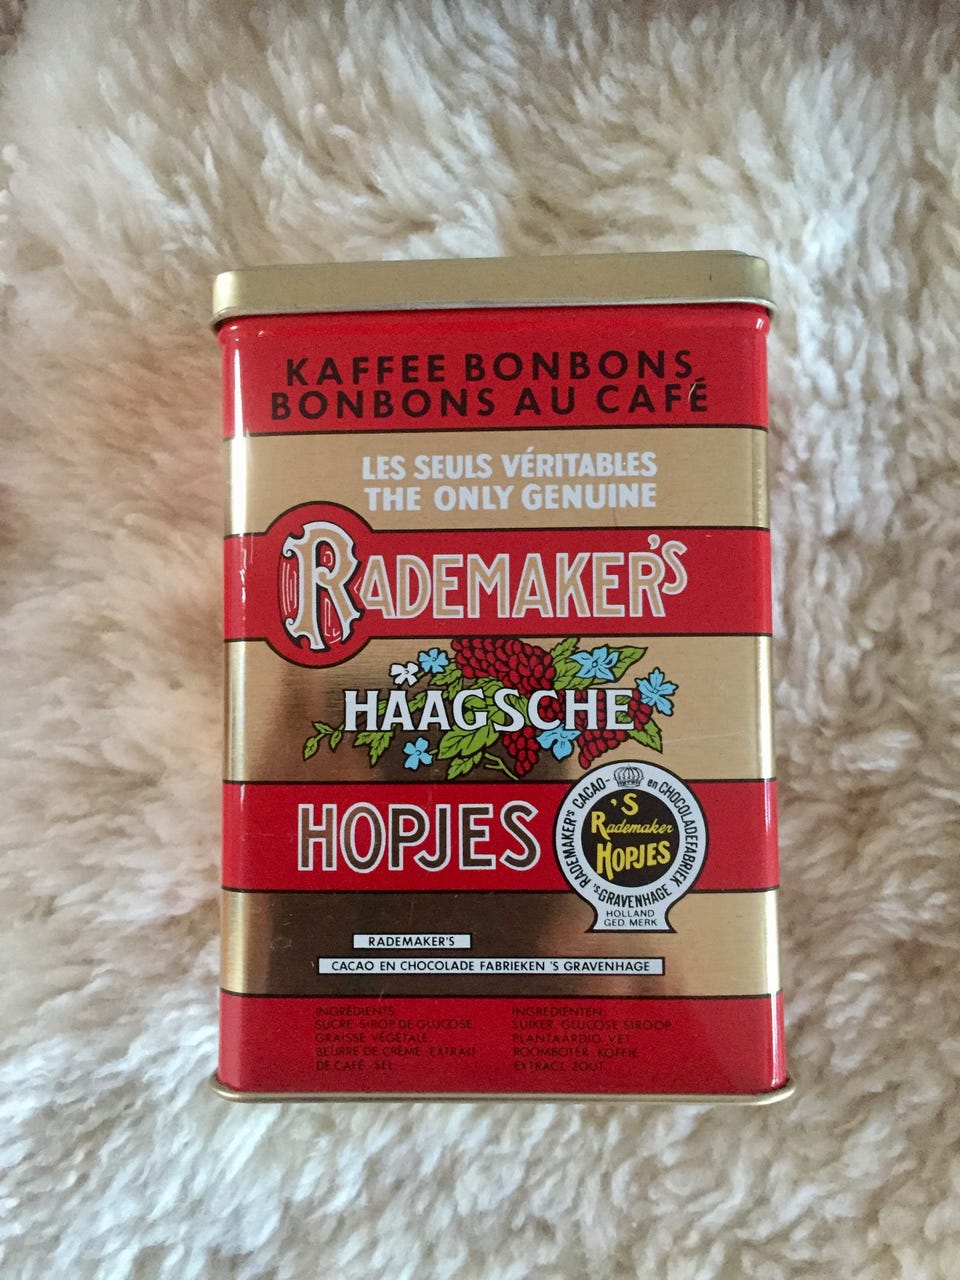 KAFFEE BONBONS
BONBONS AU CAFÉ
LES SEULS VÉRITABLES
THE ONLY GENUINE
RADEMAKER'S
HAAGSCHE
HOPJES
RADEMAKER'S CACAO- en CHOCOLADEFABRIEK
'S
Rademaker
HOPJES
'S-GRAVENHAGE
HOLLAND
GED. MERK
RADEMAKER'S
CACAO EN CHOCOLADE FABRIEKEN 'S GRAVENHAGE
INGRÉDIENTS:
SUCRE, SIROP DE GLUCOSE
GRAISSE VÉGÉTALE,
BEURRE DE CRÈME, EXTRAIT
DE CAFÉ, SEL.
INGREDIENTEN:
SUIKER, GLUCOSE STROOP
PLANTAARDIG VET,
ROOMBOTER, KOFFIE
EXTRACT, ZOUT.